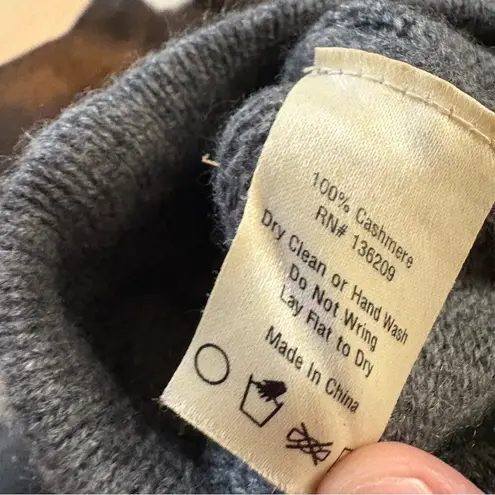 100% Cashmere
RN# 136209
Dry Clean or Hand Wash
Do Not Wring
Lay Flat to Dry
Made in China